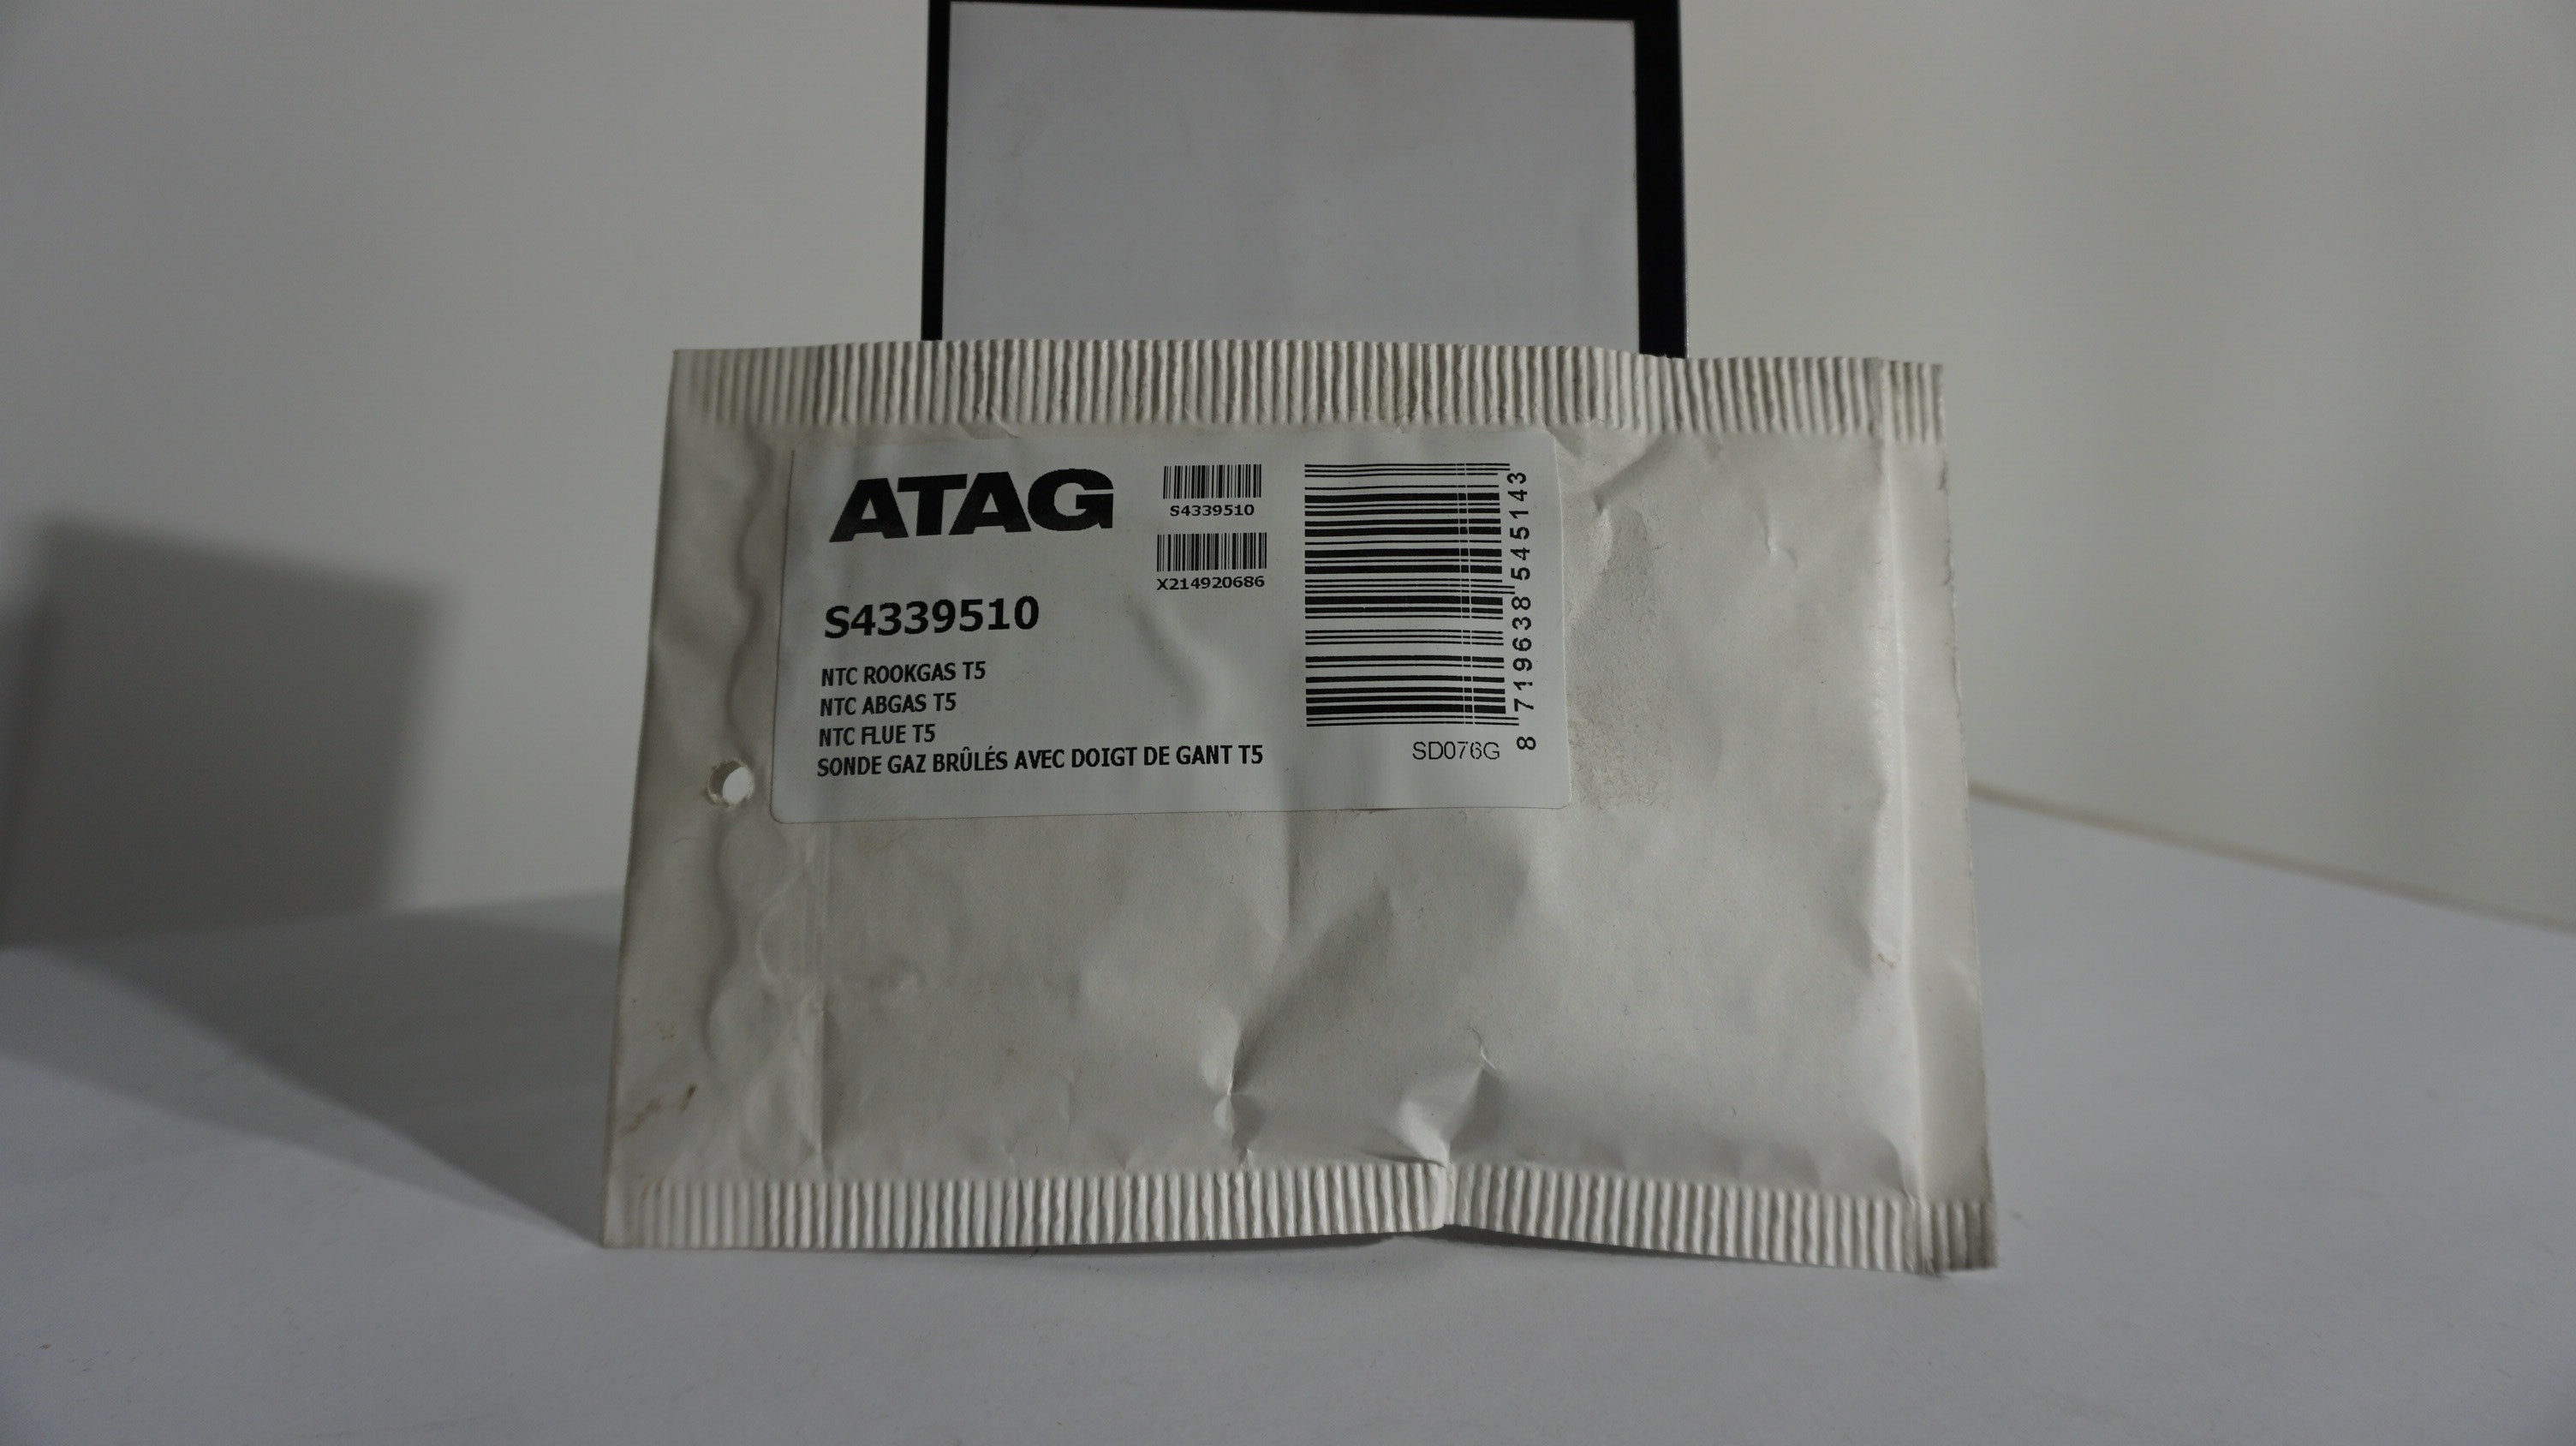 ATAG
S4339510
X214920686
S4339510
NTC ROOKGAS T5
NTC ABGAS T5
NTC FLUE T5
SONDE GAZ BRÛLÉS AVEC DOIGT DE GANT T5
8 719638 545143
SD076G